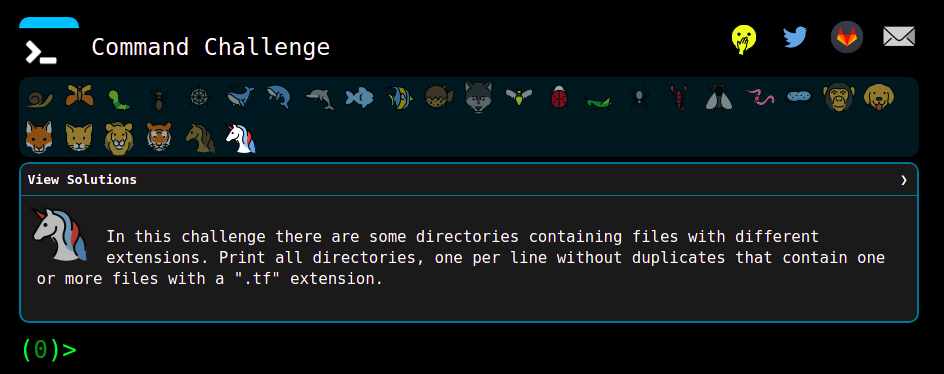 Command Challenge
View Solutions
In this challenge there are some directories containing files with different
extensions. Print all directories, one per line without duplicates that contain one
or more files with a ".tf" extension.
(0)>